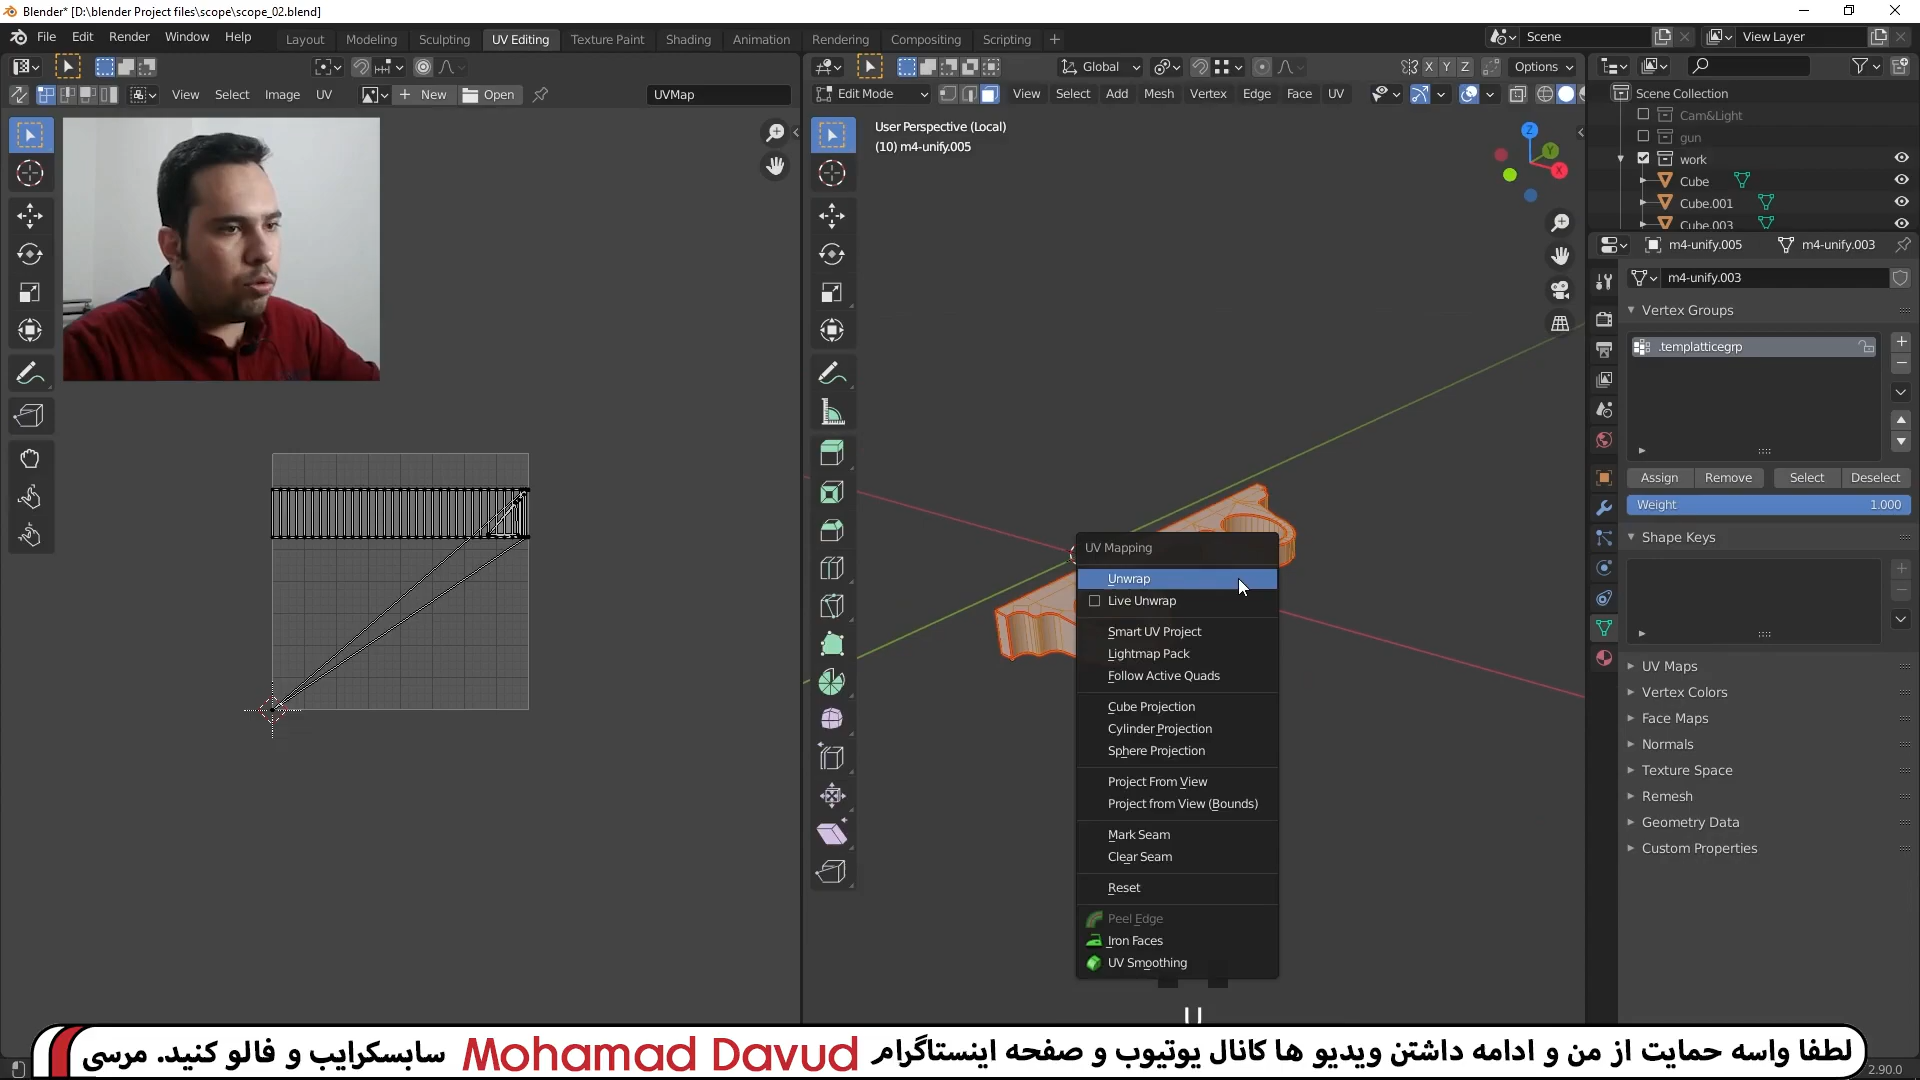 Blender* [D:\blender Project files\scope\scope_02.blend]
File Edit Render Window Help
Layout Modeling Sculpting UV Editing Texture Paint Shading Animation Rendering Compositing Scripting +
Scene
View Layer
Global
X Y Z
Options
View Select Image UV
New
Open
UVMap
Edit Mode
View Select Add Mesh Vertex Edge Face UV
User Perspective (Local)
(10) m4-unify.005
Z
Y
X
UV Mapping
Unwrap
Live Unwrap
Smart UV Project
Lightmap Pack
Follow Active Quads
Cube Projection
Cylinder Projection
Sphere Projection
Project From View
Project from View (Bounds)
Mark Seam
Clear Seam
Reset
Peel Edge
Iron Faces
UV Smoothing
Scene Collection
Cam&Light
gun
work
Cube
Cube.001
Cube.003
m4-unify.005
m4-unify.003
m4-unify.003
Vertex Groups
.templatticegrp
Assign Remove Select Deselect
Weight 1.000
Shape Keys
UV Maps
Vertex Colors
Face Maps
Normals
Texture Space
Remesh
Geometry Data
Custom Properties
لطفا واسه حمایت از من و ادامه داشتن ویدیو ها کانال یوتیوب و صفحه اینستاگرام Mohamad Davud سابسکرایب و فالو کنید. مرسی
2.90.0